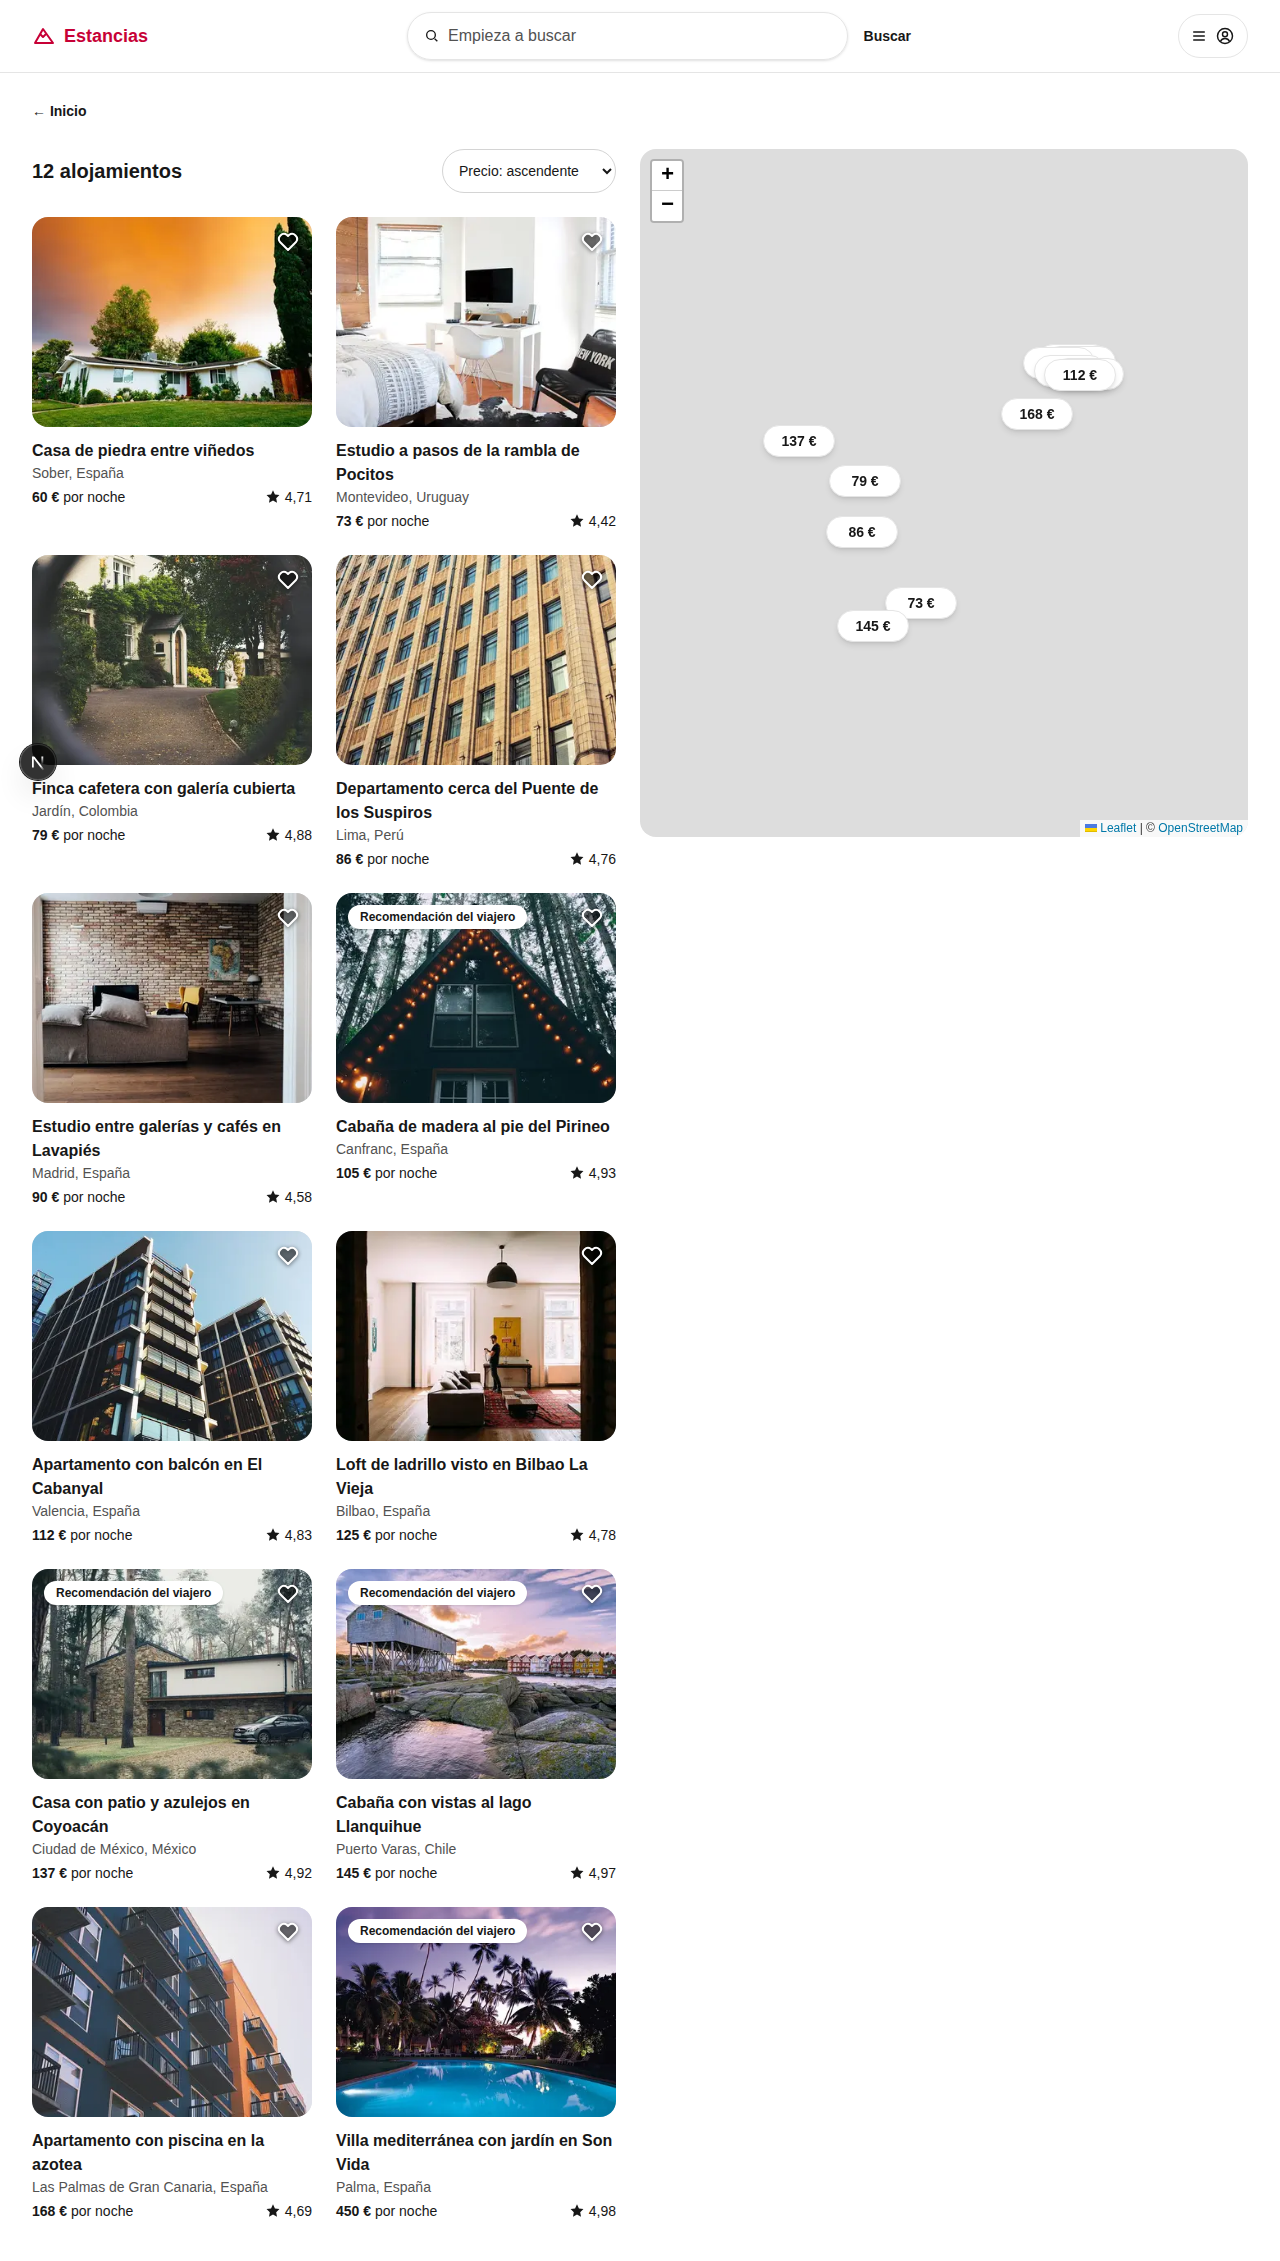 Estancias
Empieza a buscar
Buscar
← Inicio
12 alojamientos
Precio: ascendente
Casa de piedra entre viñedos
Sober, España
60 € por noche
4,71
NEW YORK
Estudio a pasos de la rambla de
Pocitos
Montevideo, Uruguay
73 € por noche
4,42
Finca cafetera con galería cubierta
Jardín, Colombia
79 € por noche
4,88
Departamento cerca del Puente de
los Suspiros
Lima, Perú
86 € por noche
4,76
Estudio entre galerías y cafés en
Lavapiés
Madrid, España
90 € por noche
4,58
Recomendación del viajero
Cabaña de madera al pie del Pirineo
Canfranc, España
105 € por noche
4,93
Apartamento con balcón en El
Cabanyal
Valencia, España
112 € por noche
4,83
Loft de ladrillo visto en Bilbao La
Vieja
Bilbao, España
125 € por noche
4,78
Recomendación del viajero
Casa con patio y azulejos en
Coyoacán
Ciudad de México, México
137 € por noche
4,92
Recomendación del viajero
Cabaña con vistas al lago
Llanquihue
Puerto Varas, Chile
145 € por noche
4,97
Apartamento con piscina en la
azotea
Las Palmas de Gran Canaria, España
168 € por noche
4,69
Recomendación del viajero
Villa mediterránea con jardín en Son
Vida
Palma, España
450 € por noche
4,98
+
−
112 €
168 €
137 €
79 €
86 €
73 €
145 €
Leaflet | © OpenStreetMap
N